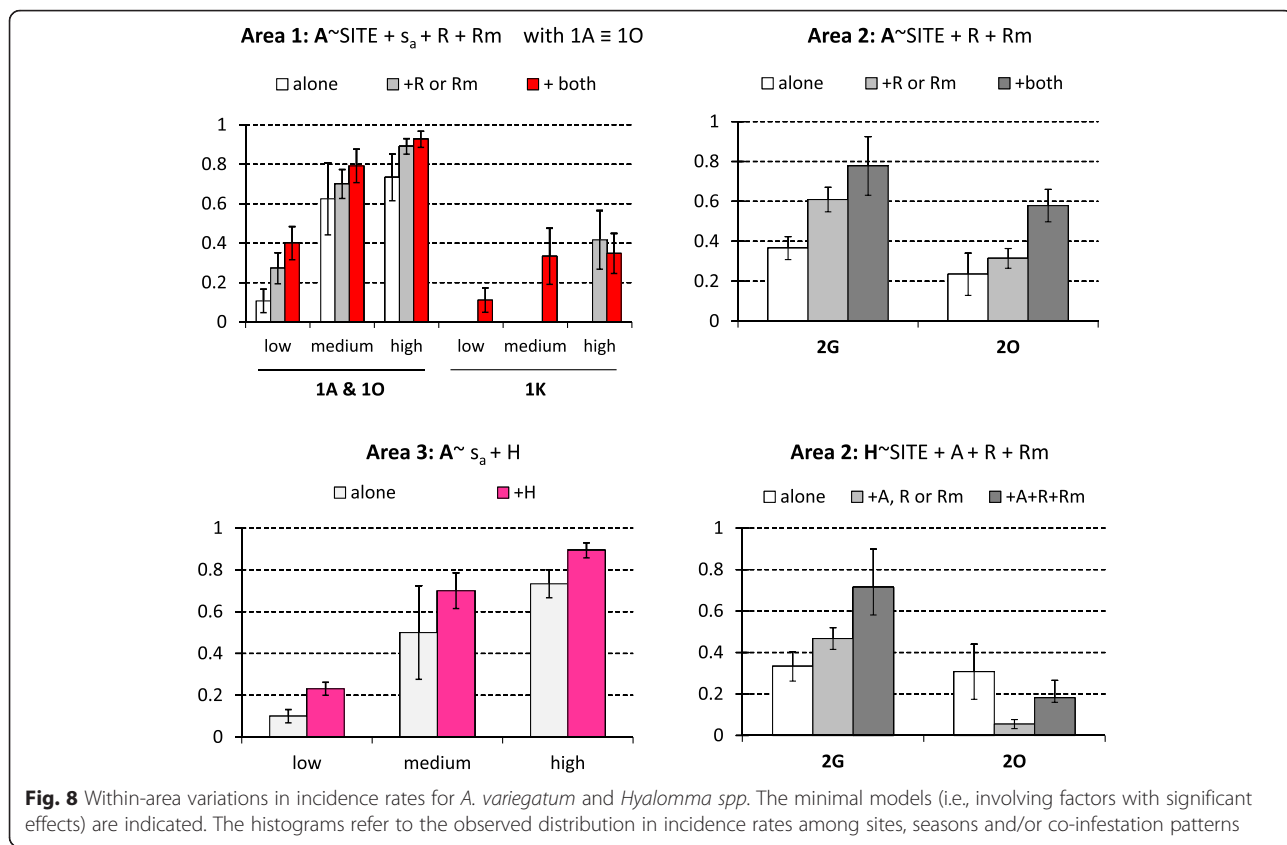 Area 1: A~SITE + sa + R + Rm with 1A ≡ 1O
alone +R or Rm + both
1
0.8
0.6
0.4
0.2
0
low medium high low medium high
1A & 1O 1K
Area 2: A~SITE + R + Rm
alone +R or Rm +both
1
0.8
0.6
0.4
0.2
0
2G 2O
Area 3: A~ sa + H
alone +H
1
0.8
0.6
0.4
0.2
0
low medium high
Area 2: H~SITE + A + R + Rm
alone +A, R or Rm +A+R+Rm
1
0.8
0.6
0.4
0.2
0
2G 2O
Fig. 8 Within-area variations in incidence rates for A. variegatum and Hyalomma spp. The minimal models (i.e., involving factors with significant
effects) are indicated. The histograms refer to the observed distribution in incidence rates among sites, seasons and/or co-infestation patterns